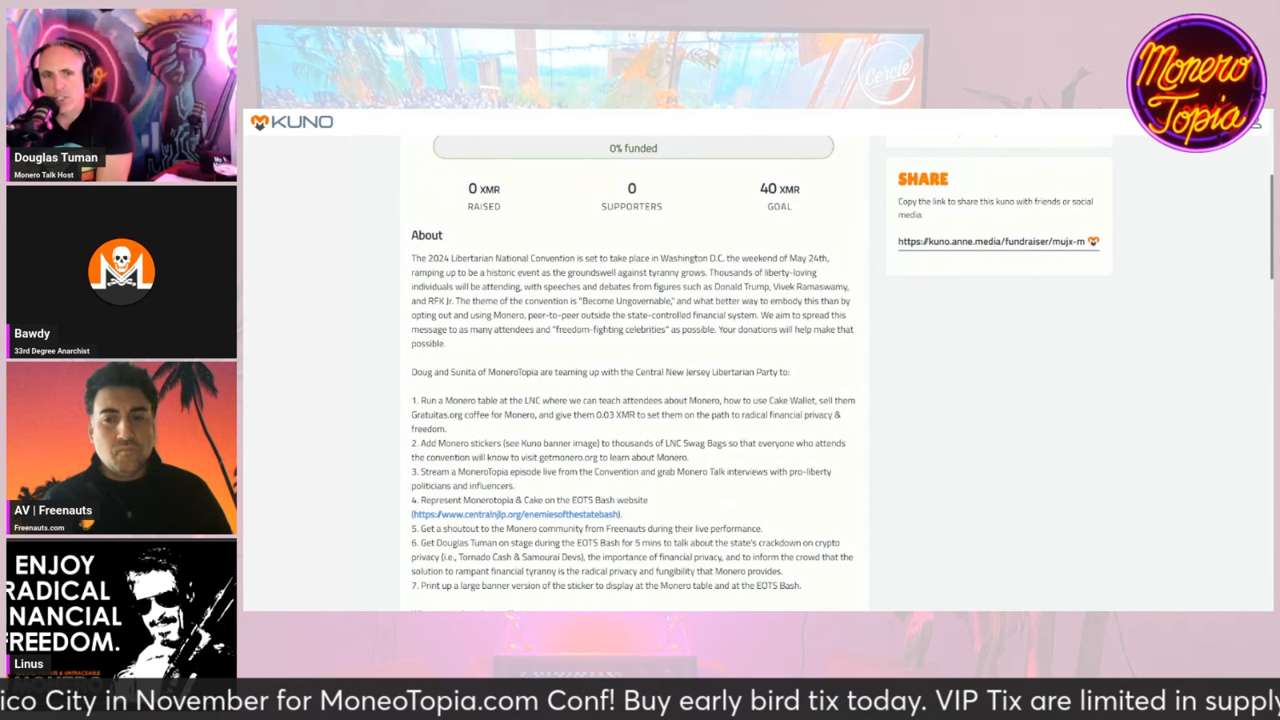 Douglas Tuman
Monero Talk Host
Bawdy
33rd Degree Anarchist
AV | Freenauts
Freenauts.com
ENJOY
RADICAL
FINANCIAL
FREEDOM.
Linus
Cercle
Monero
Topia
KUNO
0% funded
0 XMR
RAISED
0
SUPPORTERS
40 XMR
GOAL
About
The 2024 Libertarian National Convention is set to take place in Washington D.C. the weekend of May 24th,
ramping up to be a historic event as the groundswell against tyranny grows. Thousands of liberty-loving
individuals will be attending, with speeches and debates from figures such as Donald Trump, Vivek Ramaswamy,
and RFK Jr. The theme of the convention is "Become Ungovernable," and what better way to embody this than by
opting out and using Monero, peer-to-peer outside the state-controlled financial system. We aim to spread this
message to as many attendees and "freedom-fighting celebrities" as possible. Your donations will help make that
possible.
Doug and Sunita of MoneroTopia are teaming up with the Central New Jersey Libertarian Party to:
1. Run a Monero table at the LNC where we can teach attendees about Monero, how to use Cake Wallet, sell them
Gratuitas.org coffee for Monero, and give them 0.03 XMR to set them on the path to radical financial privacy &
freedom.
2. Add Monero stickers (see Kuno banner image) to thousands of LNC Swag Bags so that everyone who attends
the convention will know to visit getmonero.org to learn about Monero.
3. Stream a MoneroTopia episode live from the Convention and grab Monero Talk interviews with pro-liberty
politicians and influencers.
4. Represent Monerotopia & Cake on the EOTS Bash website
(https://www.centralnjlp.org/enemiesofthestatebash).
5. Get a shoutout to the Monero community from Freenauts during their live performance.
6. Get Douglas Tuman on stage during the EOTS Bash for 5 mins to talk about the state's crackdown on crypto
privacy (i.e., Tornado Cash & Samourai Devs), the importance of financial privacy, and to inform the crowd that the
solution to rampant financial tyranny is the radical privacy and fungibility that Monero provides.
7. Print up a large banner version of the sticker to display at the Monero table and at the EOTS Bash.
SHARE
Copy the link to share this kuno with friends or social
media:
https://kuno.anne.media/fundraiser/mujx-m
ico City in November for MoneoTopia.com Conf! Buy early bird tix today. VIP Tix are limited in supply